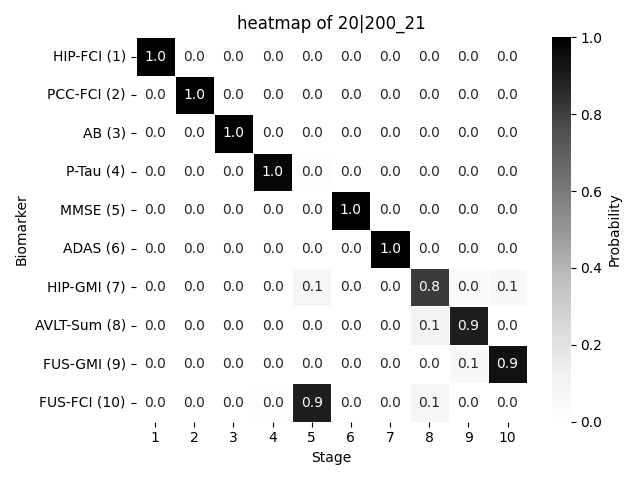 heatmap of 20|200_21
HIP-FCI (1) 1.0 0.0 0.0 0.0 0.0 0.0 0.0 0.0 0.0 0.0
PCC-FCI (2) 0.0 1.0 0.0 0.0 0.0 0.0 0.0 0.0 0.0 0.0
AB (3) 0.0 0.0 1.0 0.0 0.0 0.0 0.0 0.0 0.0 0.0
P-Tau (4) 0.0 0.0 0.0 1.0 0.0 0.0 0.0 0.0 0.0 0.0
MMSE (5) 0.0 0.0 0.0 0.0 0.0 1.0 0.0 0.0 0.0 0.0
ADAS (6) 0.0 0.0 0.0 0.0 0.0 0.0 1.0 0.0 0.0 0.0
HIP-GMI (7) 0.0 0.0 0.0 0.0 0.1 0.0 0.0 0.8 0.0 0.1
AVLT-Sum (8) 0.0 0.0 0.0 0.0 0.0 0.0 0.0 0.1 0.9 0.0
FUS-GMI (9) 0.0 0.0 0.0 0.0 0.0 0.0 0.0 0.0 0.1 0.9
FUS-FCI (10) 0.0 0.0 0.0 0.0 0.9 0.0 0.0 0.1 0.0 0.0
1 2 3 4 5 6 7 8 9 10
Stage
Biomarker
1.0
0.8
0.6
0.4
0.2
0.0
Probability